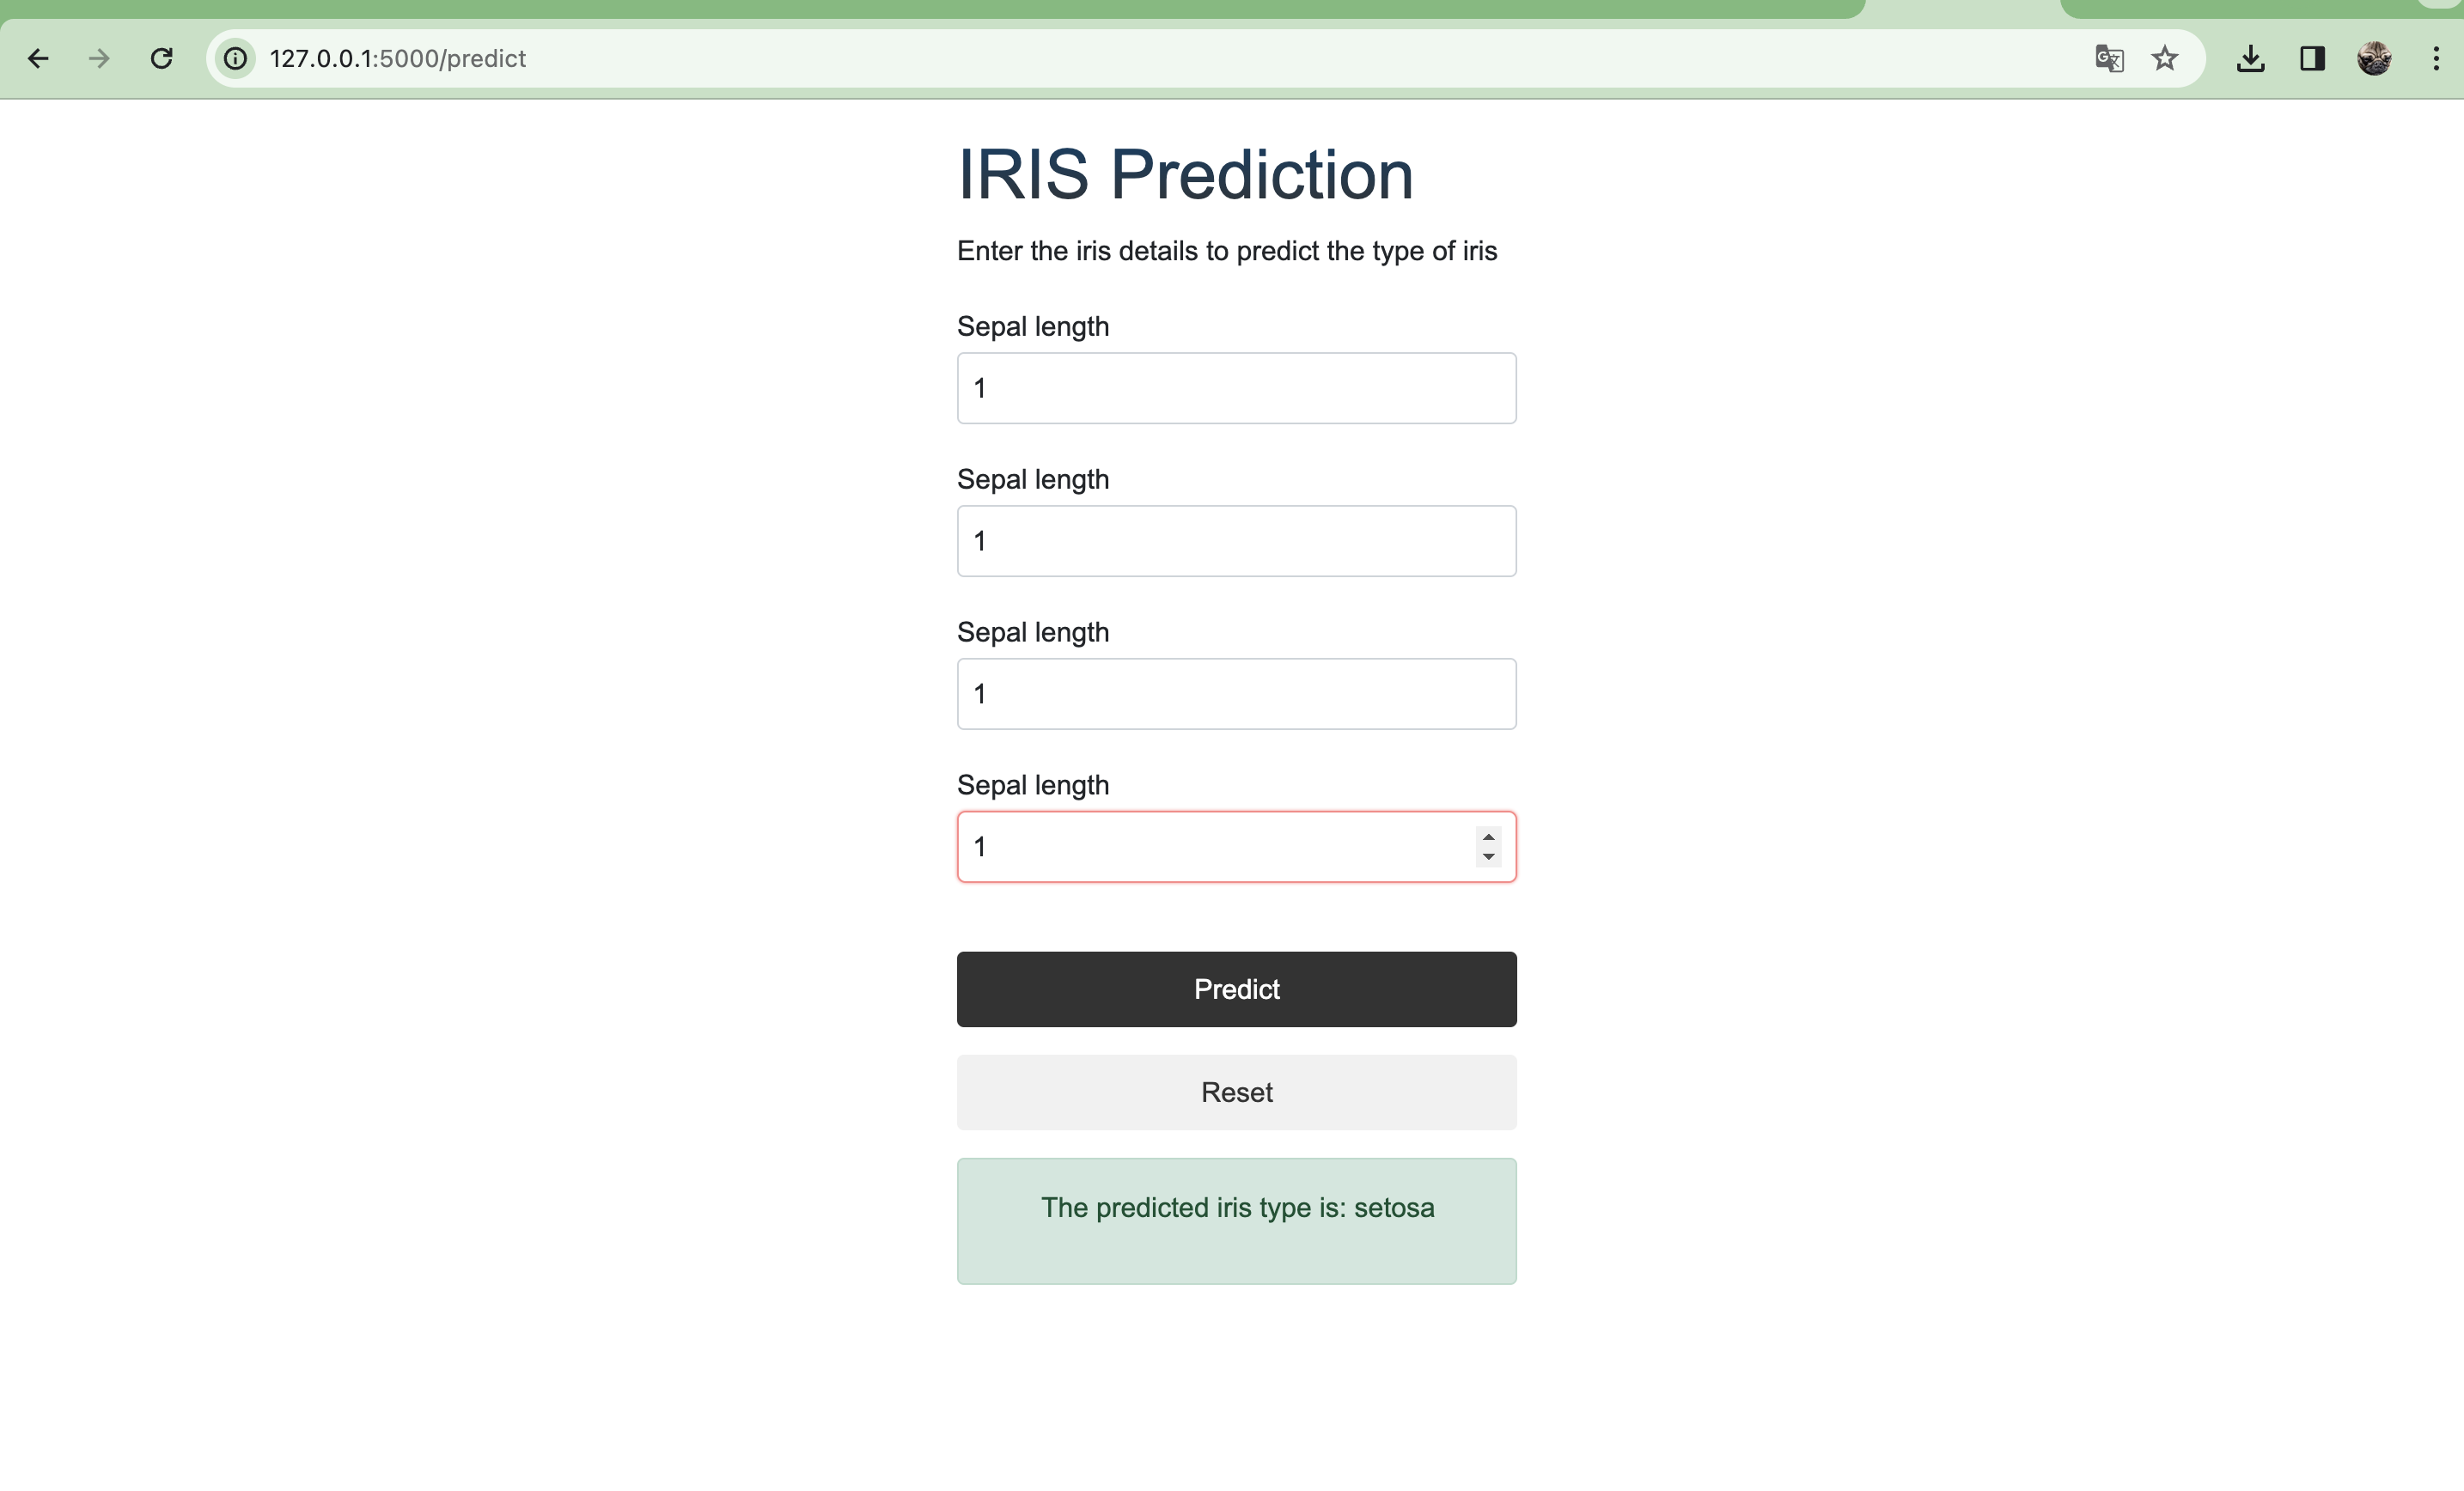 127.0.0.1:5000/predict
IRIS Prediction
Enter the iris details to predict the type of iris
Sepal length
1
Sepal length
1
Sepal length
1
Sepal length
1
Predict
Reset
The predicted iris type is: setosa